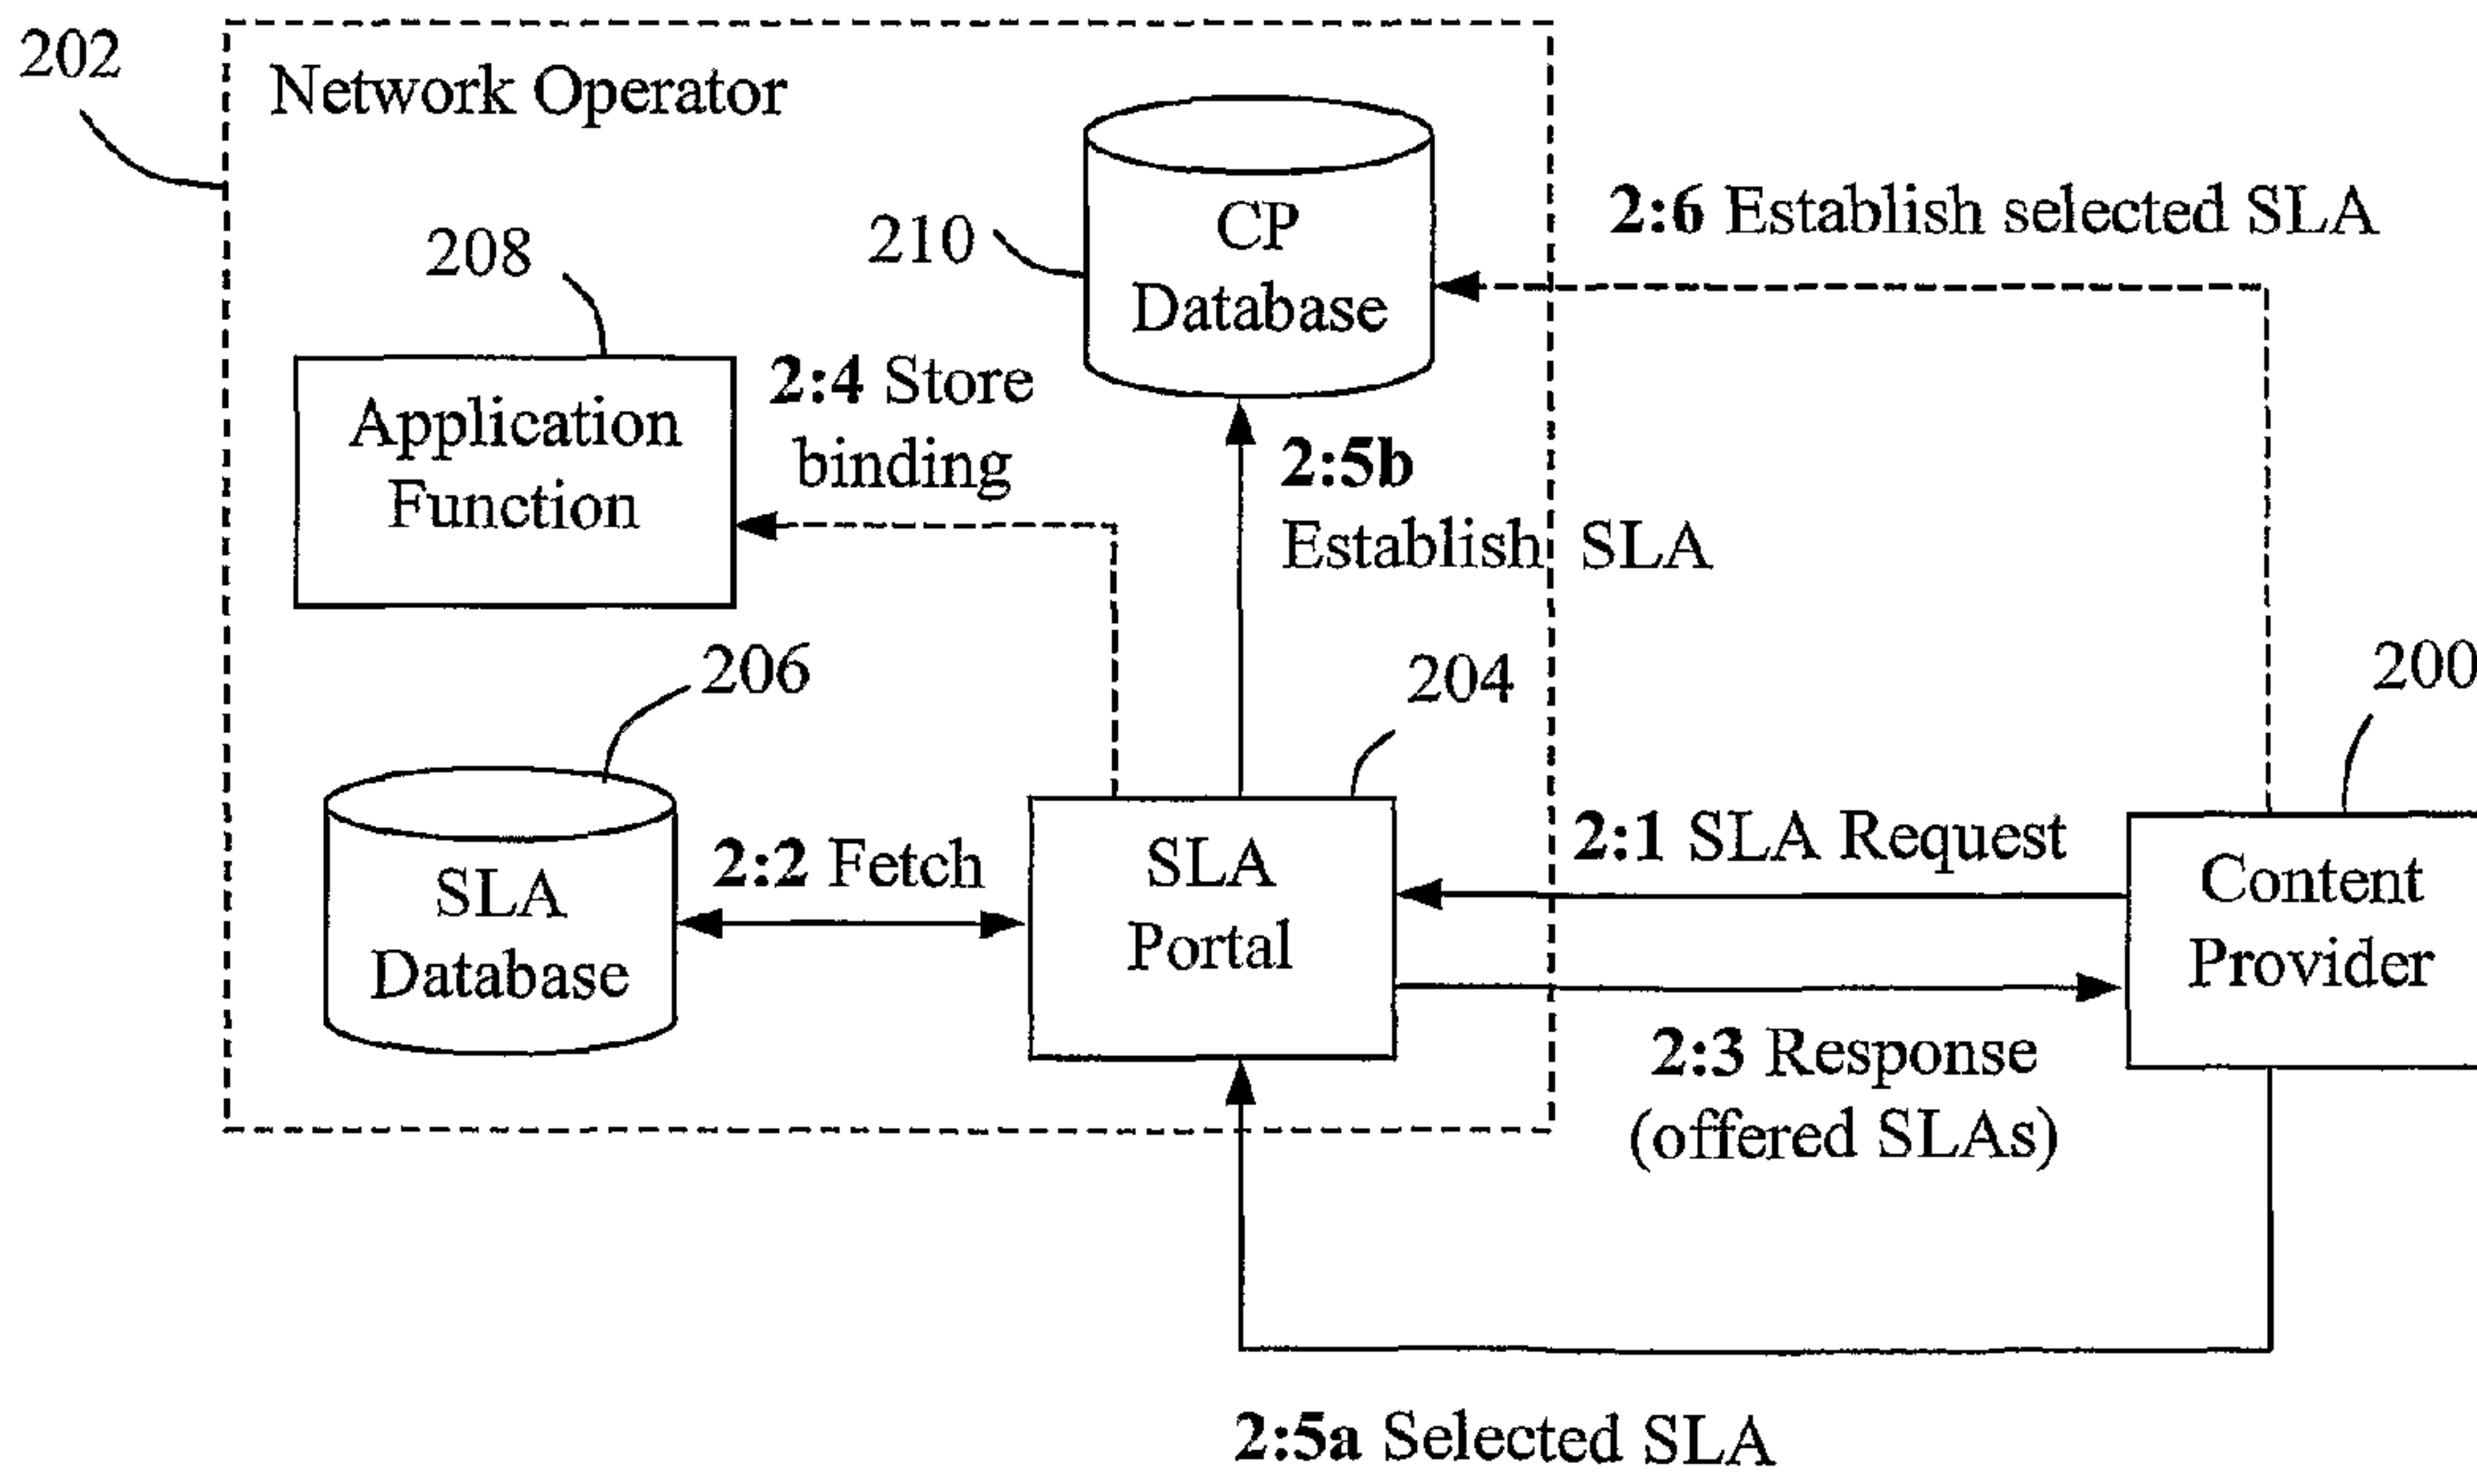 202
Network Operator
CP
Database
210
208
2:6 Establish selected SLA
Application
Function
2:4 Store
binding
2:5b
Establish SLA
206
204
200
SLA
Database
2:2 Fetch
SLA
Portal
2:1 SLA Request
Content
Provider
2:3 Response
(offered SLAs)
2:5a Selected SLA